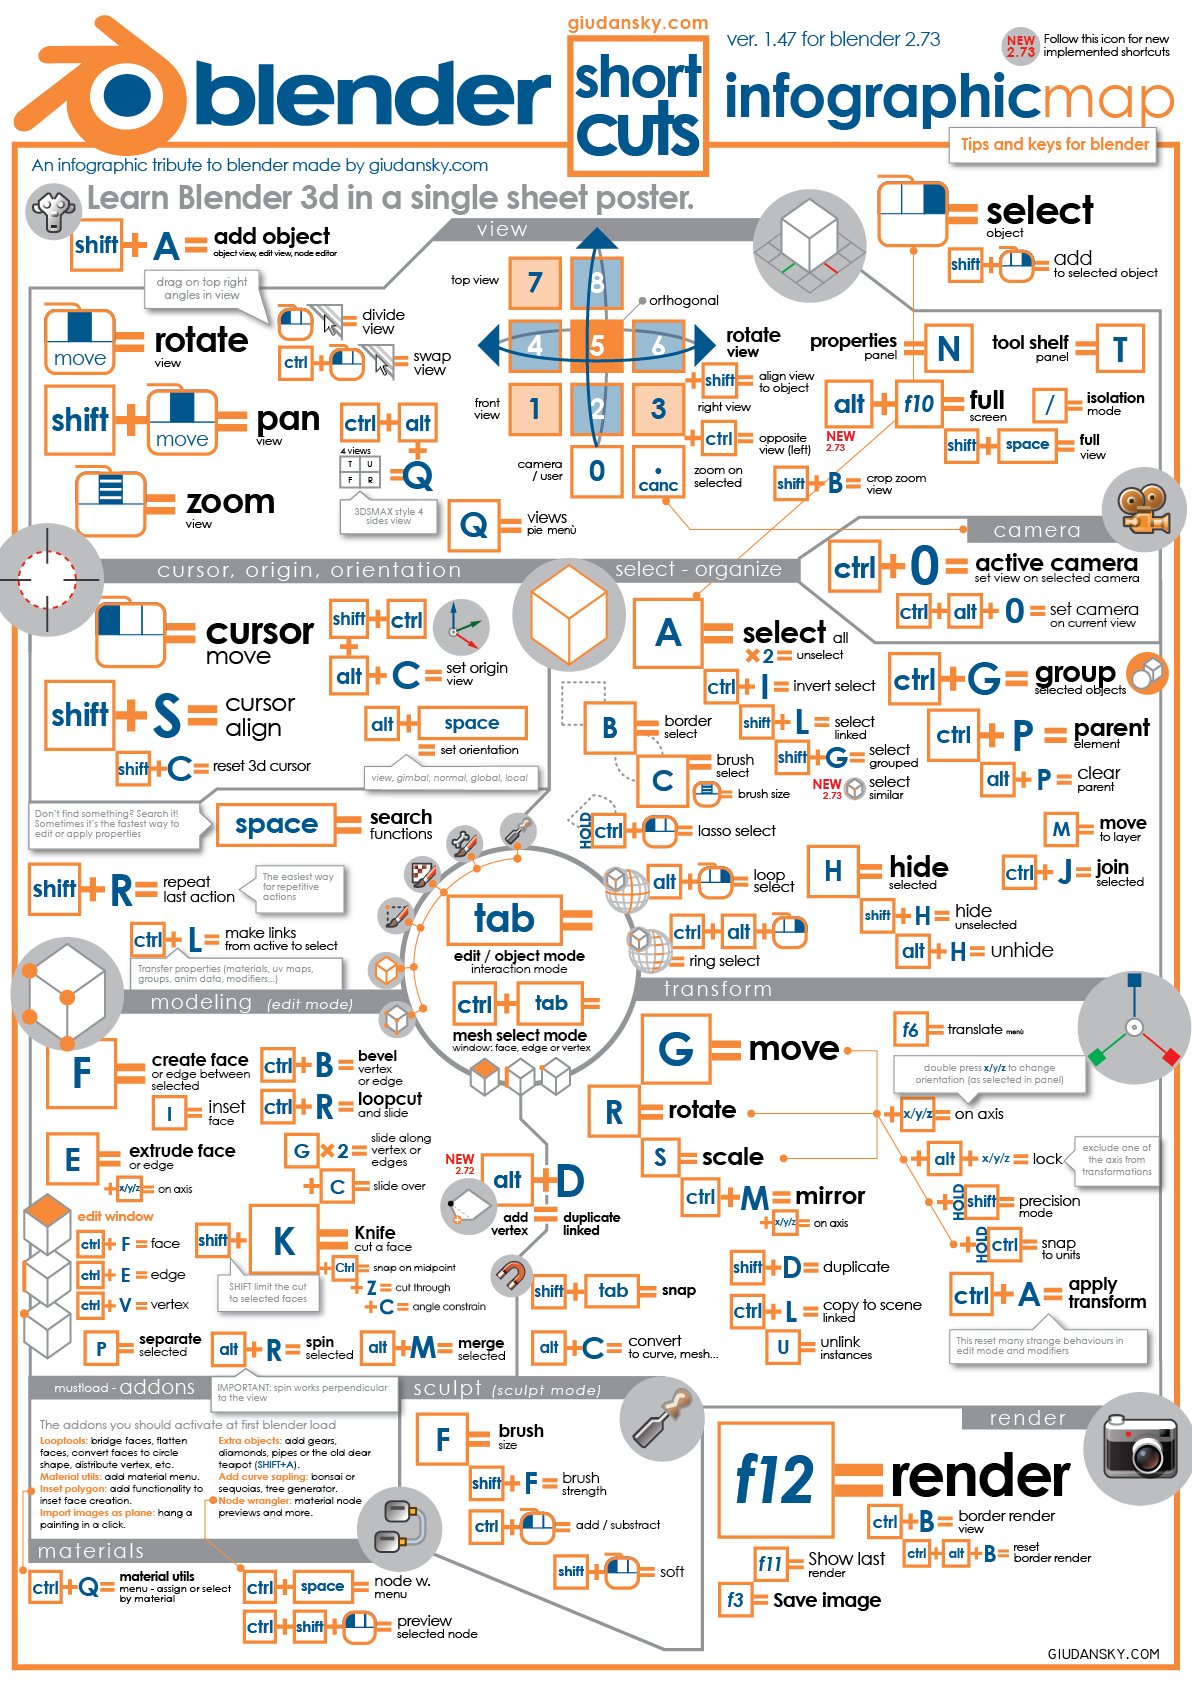 giudansky.com
ver. 1.47 for blender 2.73
NEW 2.73
Follow this icon for new
implemented shortcuts
blender
short
cuts
infographicmap
Tips and keys for blender
An infographic tribute to blender made by giudansky.com
Learn Blender 3d in a single sheet poster.
shift + A = add object
object view, edit view, node editor
view
= select
object
shift + = add
to selected object
drag on top right
angles in view
= divide
view
ctrl + = swap
view
move = rotate
view
shift + move = pan
view
= zoom
view
ctrl + alt + Q
4 views
T U
F R
3DSMAX style 4
sides view
top view
7 8
orthogonal
4 5 6
rotate
view
+ shift = align view
to object
front
view
1 2 3
right view
+ ctrl = opposite
view (left)
camera
/ user
0
. canc
zoom on
selected
Q = views
pie menù
properties
panel
= N
tool shelf
panel
= T
alt + f10 = full
screen
NEW
2.73
/ = isolation
mode
shift + space = full
view
shift + B = crop zoom
view
camera
ctrl + 0 = active camera
set view on selected camera
ctrl + alt + 0 = set camera
on current view
cursor, origin, orientation
= cursor
move
shift + ctrl + alt + C = set origin
view
shift + S = cursor
align
alt + space
= set orientation
view, gimbal, normal, global, local
shift + C = reset 3d cursor
Don't find something? Search it!
Sometimes it's the fastest way to
edit or apply properties
space = search
functions
shift + R = repeat
last action
The easiest way
for repetitive
actions
ctrl + L = make links
from active to select
Transfer properties (materials, uv maps,
groups, anim data, modifiers...)
select - organize
A = select all
×2 = unselect
ctrl + I = invert select
shift + L = select
linked
B = border
select
shift + G = select
grouped
C = brush
select
= brush size
NEW
2.73
select
similar
HOLD ctrl + = lasso select
alt + = loop
select
ctrl + alt +
= ring select
ctrl + G = group
selected objects
ctrl + P = parent
element
alt + P = clear
parent
M = move
to layer
H = hide
selected
ctrl + J = join
selected
shift + H = hide
unselected
alt + H = unhide
tab =
edit / object mode
interaction mode
ctrl + tab =
mesh select mode
window: face, edge or vertex
modeling (edit mode)
F = create face
or edge between
selected
ctrl + B = bevel
vertex
or edge
I = inset
face
ctrl + R = loopcut
and slide
E = extrude face
or edge
+ x/y/z = on axis
G ×2 = slide along
vertex or
edges
+ C = slide over
edit window
ctrl + F = face
ctrl + E = edge
ctrl + V = vertex
shift + K = Knife
cut a face
+ Ctrl = snap on midpoint
+ Z = cut through
+ C = angle constrain
SHIFT limit the cut
to selected faces
P = separate
selected
alt + R = spin
selected
alt + M = merge
selected
IMPORTANT: spin works perpendicular
to the view
NEW
2.72
alt + D
add
vertex
= duplicate
linked
shift + tab = snap
alt + C = convert
to curve, mesh...
transform
G = move
f6 = translate menù
double press x/y/z to change
orientation (as selected in panel)
R = rotate
+ x/y/z = on axis
S = scale
+ alt + x/y/z = lock
exclude one of
the axis from
transformations
ctrl + M = mirror
+ x/y/z = on axis
+ HOLD shift = precision
mode
+ HOLD ctrl = snap
to units
shift + D = duplicate
ctrl + L = copy to scene
linked
U = unlink
instances
ctrl + A = apply
transform
This reset many strange behaviours in
edit mode and modifiers
mustload - addons
The addons you should activate at first blender load
Looptools: bridge faces, flatten
faces, convert faces to circle
shape, distribute vertex, etc.
Material utils: add material menu.
Inset polygon: add functionality to
inset face creation.
Import images as plane: hang a
painting in a click.
Extra objects: add gears,
diamonds, pipes or the old dear
teapot (SHIFT+A).
Add curve sapling: bonsai or
sequoias, tree generator.
Node wrangler: material node
previews and more.
materials
ctrl + Q = material utils
menu - assign or select
by material
ctrl + space = node w.
menu
ctrl + shift + = preview
selected node
sculpt (sculpt mode)
F = brush
size
shift + F = brush
strength
ctrl + = add / substract
shift + = soft
render
f12 = render
ctrl + B = border render
view
ctrl + alt + B = reset
border render
f11 = Show last
render
f3 = Save image
GIUDANSKY.COM